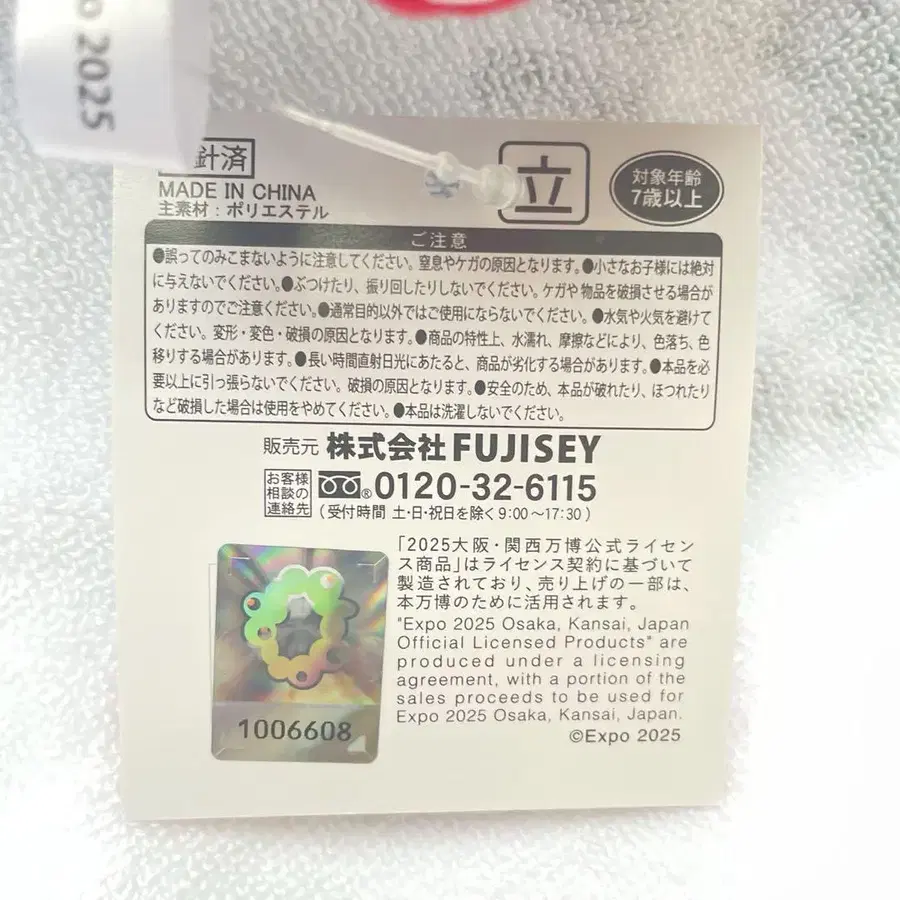 o 2025
針済
立
対象年齢
7歳以上
MADE IN CHINA
主素材：ポリエステル
ご注意
●誤ってのみこまないように注意してください。窒息やケガの原因となります。●小さなお子様には絶対
に与えないでください。●ぶつけたり、振り回したりしないでください。ケガや物品を破損させる場合が
ありますのでご注意ください。●通常目的以外ではご使用にならないでください。●水気や火気を避けて
ください。変形・変色・破損の原因となります。●商品の特性上、水濡れ、摩擦などにより、色落ち、色
移りする場合があります。●長い時間直射日光にあたると、商品が劣化する場合があります。●本品を必
要以上に引っ張らないでください。破損の原因となります。●安全のため、本品が破れたり、ほつれたり
など破損した場合は使用をやめてください。●本品は洗濯しないでください。
販売元 株式会社FUJISEY
お客様
相談の
連絡先
®0120-32-6115
（受付時間 土・日・祝日を除く 9:00～17:30）
「2025大阪・関西万博公式ライセン
ス商品」はライセンス契約に基づいて
製造されており、売り上げの一部は、
本万博のために活用されます。
"Expo 2025 Osaka, Kansai, Japan
Official Licensed Products" are
produced under a licensing
agreement, with a portion of the
sales proceeds to be used for
Expo 2025 Osaka, Kansai, Japan.
©Expo 2025
1006608